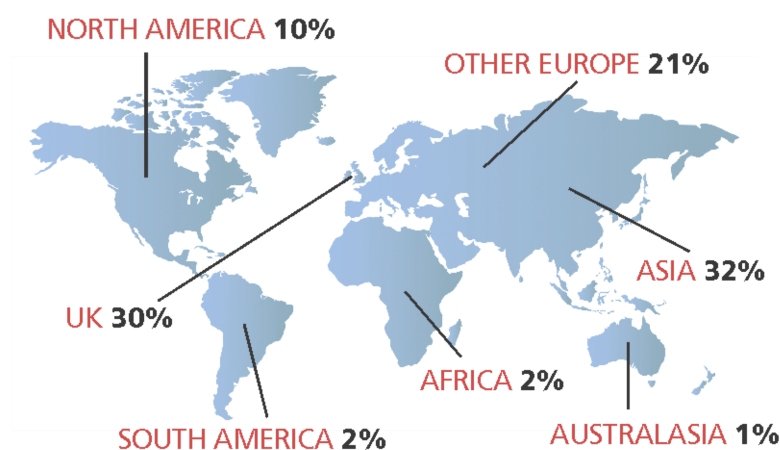 NORTH AMERICA 10%
OTHER EUROPE 21%
ASIA 32%
UK 30%
AFRICA 2%
SOUTH AMERICA 2%
AUSTRALASIA 1%